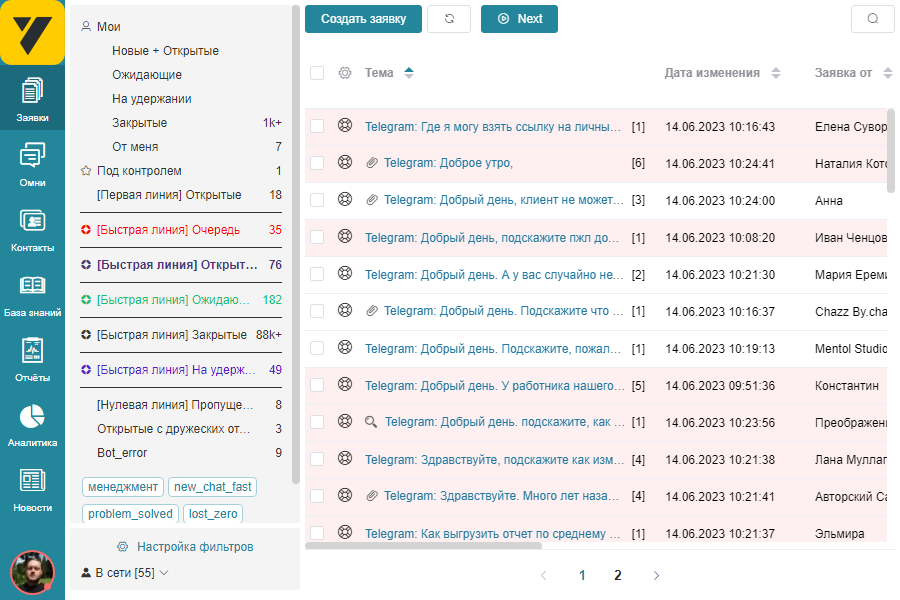 Создать заявку
Next
Мои
Новые + Открытые
Ожидающие
На удержании
Закрытые 1k+
От меня 7
Под контролем 1
[Первая линия] Открытые 18
[Быстрая линия] Очередь 35
[Быстрая линия] Открыт... 76
[Быстрая линия] Ожидаю... 182
[Быстрая линия] Закрытые 88k+
[Быстрая линия] На удерж... 49
[Нулевая линия] Пропуще... 8
Открытые с дружеских от... 3
Bot_error 9
менеджмент new_chat_fast
problem_solved lost_zero
Настройка фильтров
В сети [55]
Заявки
Омни
Контакты
База знаний
Отчёты
Аналитика
Новости
Тема Дата изменения Заявка от
Telegram: Где я могу взять ссылку на личны... [1] 14.06.2023 10:16:43 Елена Сувор
Telegram: Доброе утро, [6] 14.06.2023 10:24:41 Наталия Кото
Telegram: Добрый день, клиент не может... [3] 14.06.2023 10:24:00 Анна
Telegram: Добрый день, подскажите пжл до... [1] 14.06.2023 10:08:20 Иван Ченцов
Telegram: Добрый день. А у вас случайно не... [2] 14.06.2023 10:21:30 Мария Ереми
Telegram: Добрый день. Подскажите что ... [1] 14.06.2023 10:16:37 Chazz By.cha
Telegram: Добрый день. Подскажите, пожал... [1] 14.06.2023 10:19:13 Mentol Studio
Telegram: Добрый день. У работника нашего... [5] 14.06.2023 09:51:36 Константин
Telegram: Добрый день. подскажите, как ... [1] 14.06.2023 10:23:56 Преображен
Telegram: Здравствуйте, подскажите как изм... [4] 14.06.2023 10:21:38 Лана Муллаг
Telegram: Здравствуйте. Много лет наза... [4] 14.06.2023 10:21:41 Авторский Са
Telegram: Как выгрузить отчет по среднему ... [1] 14.06.2023 10:21:37 Эльмира
1 2